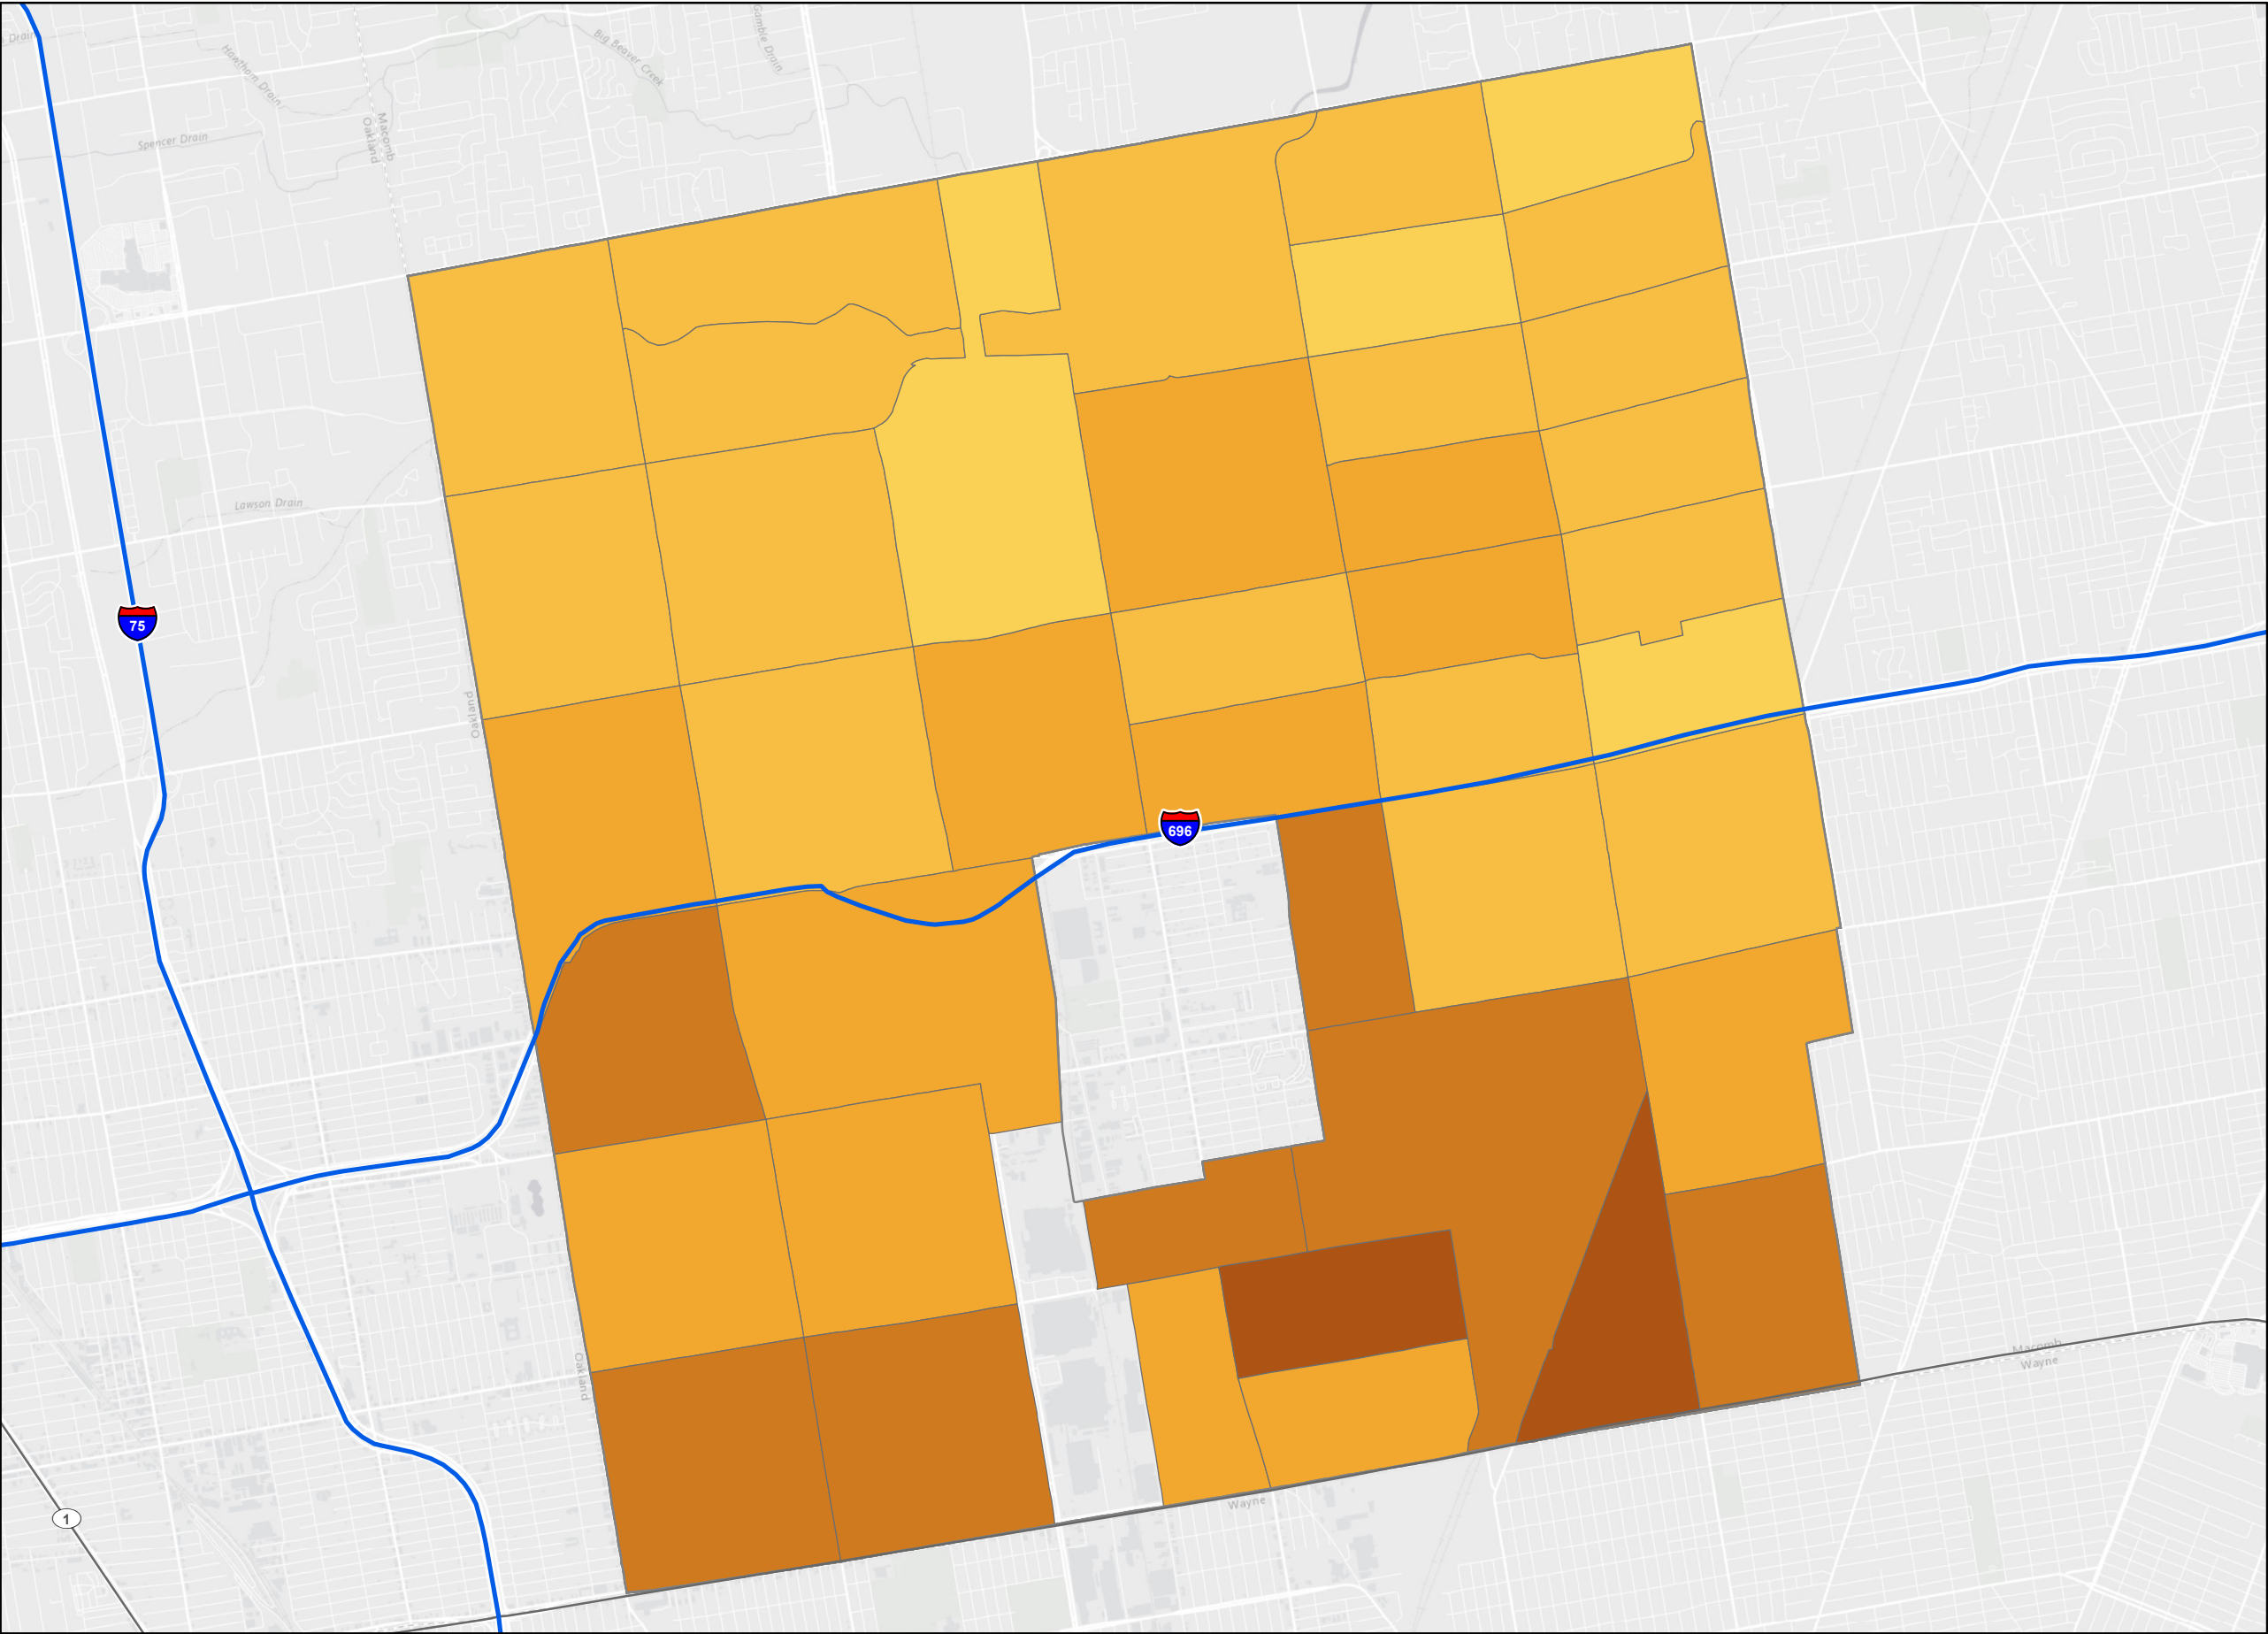 Drain
Hawthorn Drain
Big Beaver Creek
Gamble Drain
Spencer Drain
Macomb
Oakland
Lawson Drain
75
Oakland
696
Oakland
Macomb
Wayne
Wayne
1